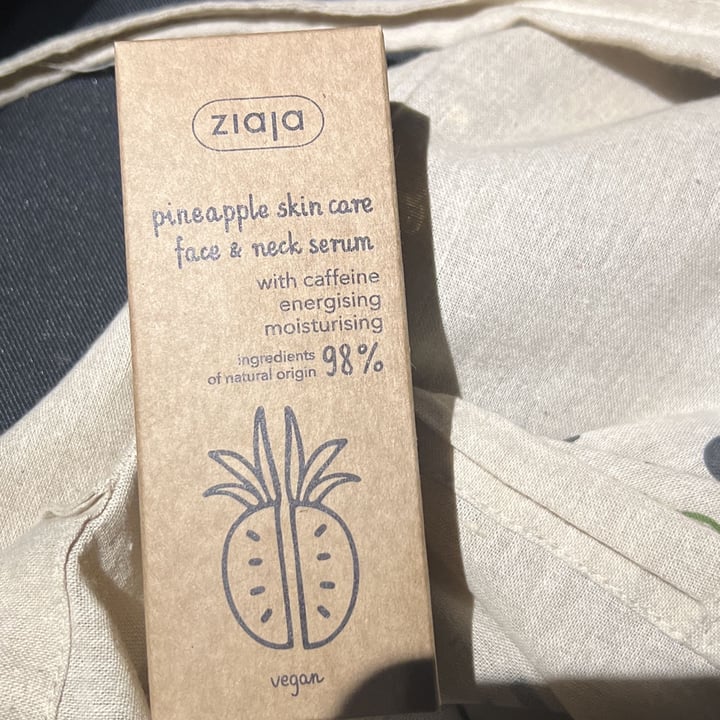 ziaja
pineapple skin care
face & neck serum
with caffeine
energising
moisturising
ingredients
of natural origin 98%
vegan